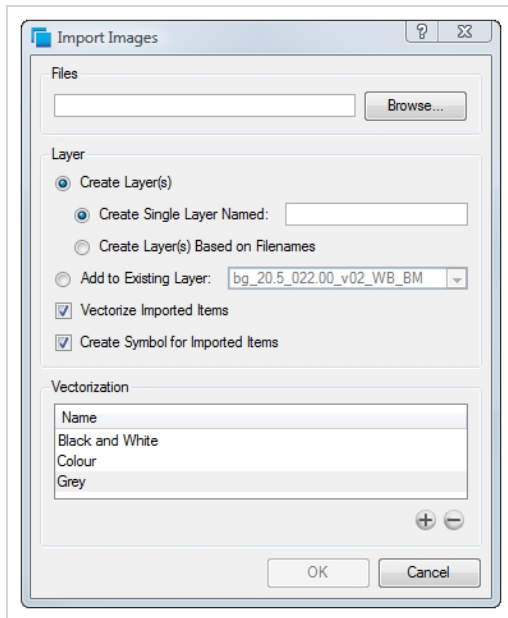 Import Images
Files
Browse...
Layer
Create Layer(s)
Create Single Layer Named:
Create Layer(s) Based on Filenames
Add to Existing Layer: bg_20.5_022.00_v02_WB_BM
Vectorize Imported Items
Create Symbol for Imported Items
Vectorization
Name
Black and White
Colour
Grey
OK Cancel